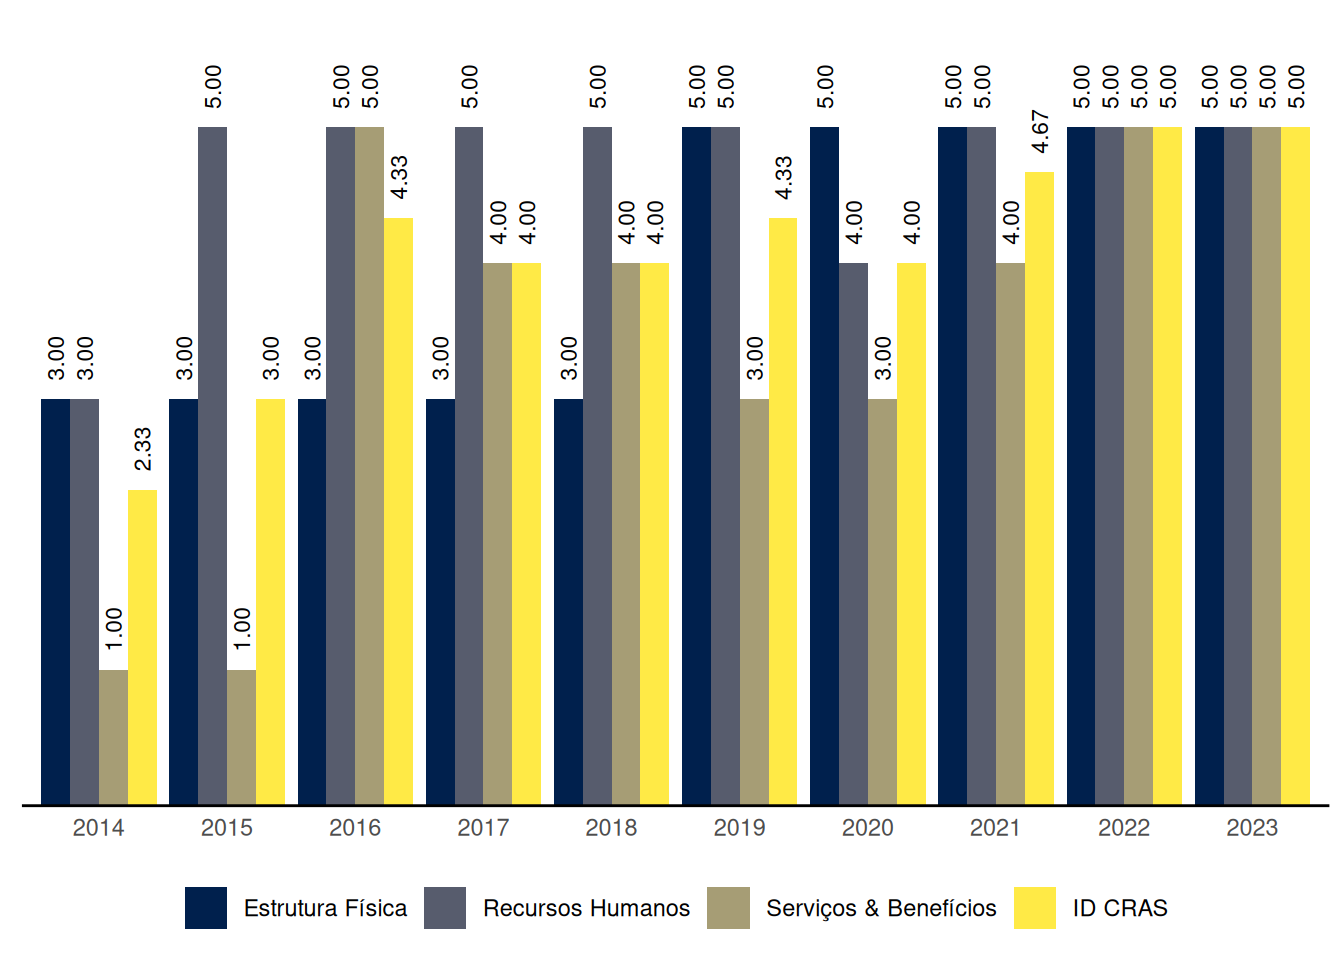 3.00 3.00 1.00 2.33 3.00 5.00 1.00 3.00 3.00 5.00 5.00 4.33 3.00 5.00 4.00 4.00 3.00 5.00 4.00 4.00 5.00 5.00 3.00 4.33 5.00 4.00 3.00 4.00 5.00 5.00 4.00 4.67 5.00 5.00 5.00 5.00 5.00 5.00 5.00 5.00
2014 2015 2016 2017 2018 2019 2020 2021 2022 2023
Estrutura Física Recursos Humanos Serviços & Benefícios ID CRAS